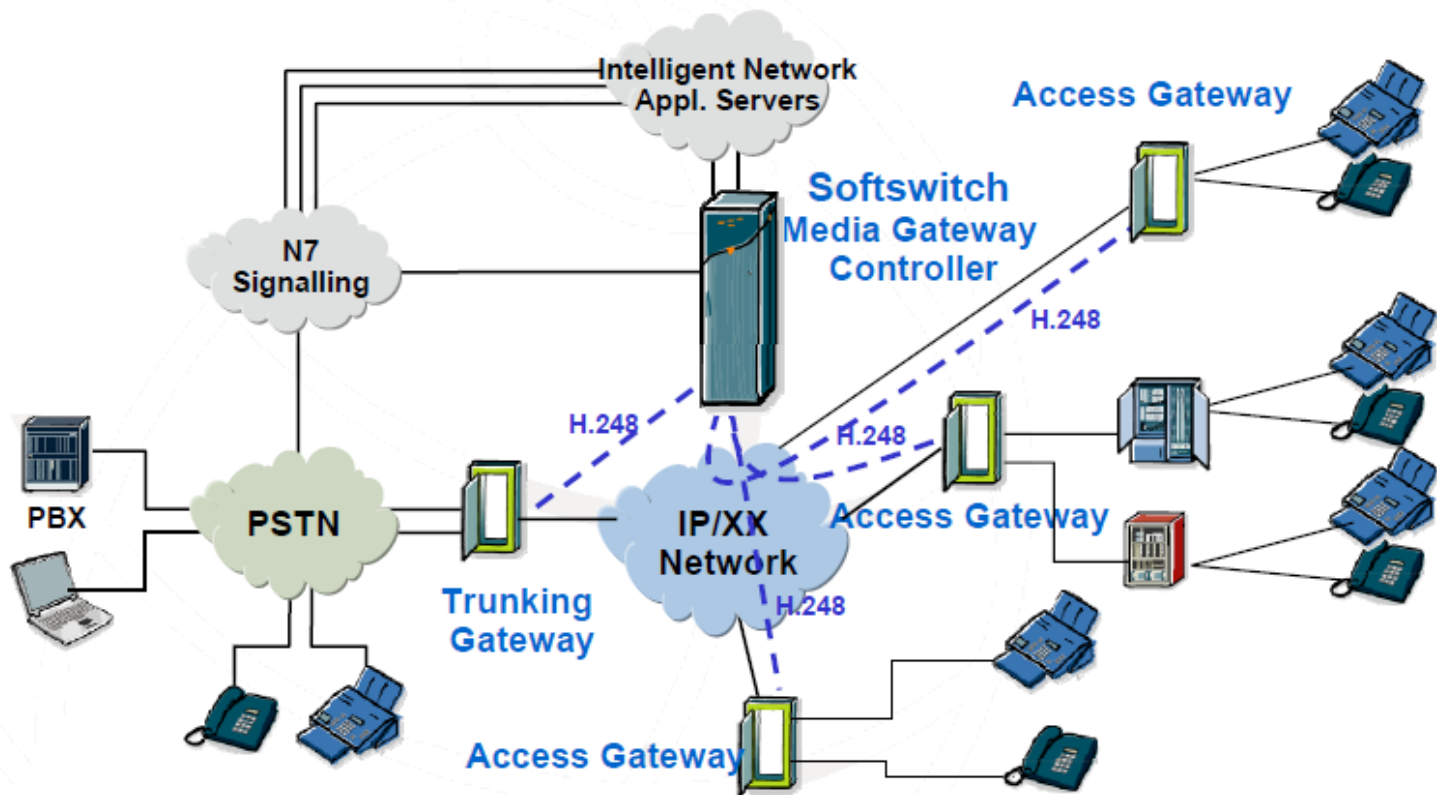 Intelligent Network
Appl. Servers
Access Gateway
Softswitch
Media Gateway
Controller
N7
Signalling
H.248
H.248
H.248
PBX
PSTN
IP/XX
Network
Access Gateway
Trunking
Gateway
H.248
Access Gateway